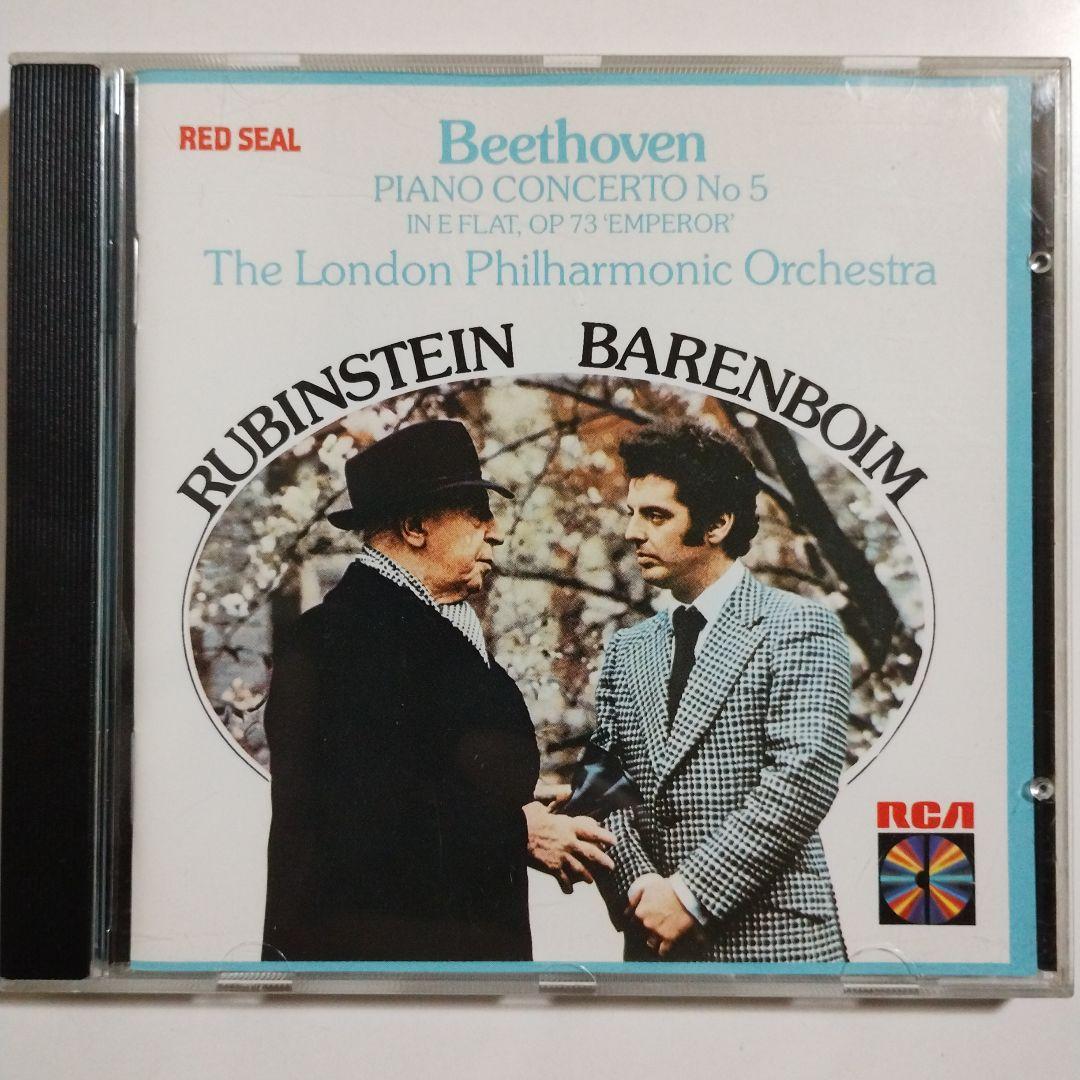 RED SEAL
Beethoven
PIANO CONCERTO No 5
IN E FLAT, OP 73 'EMPEROR'
The London Philharmonic Orchestra
RUBINSTEIN BARENBOIM
RCA